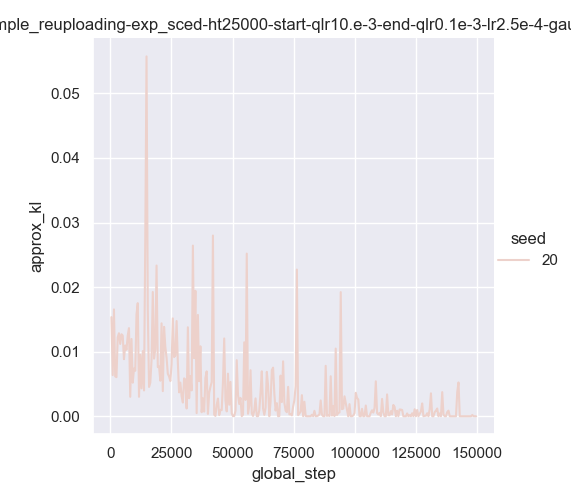 mple_reuploading-exp_sced-ht25000-start-qlr10.e-3-end-qlr0.1e-3-lr2.5e-4-gau
0.05
0.04
0.03
0.02
0.01
0.00
approx_kl
0 25000 50000 75000 100000 125000 150000
global_step
seed
20